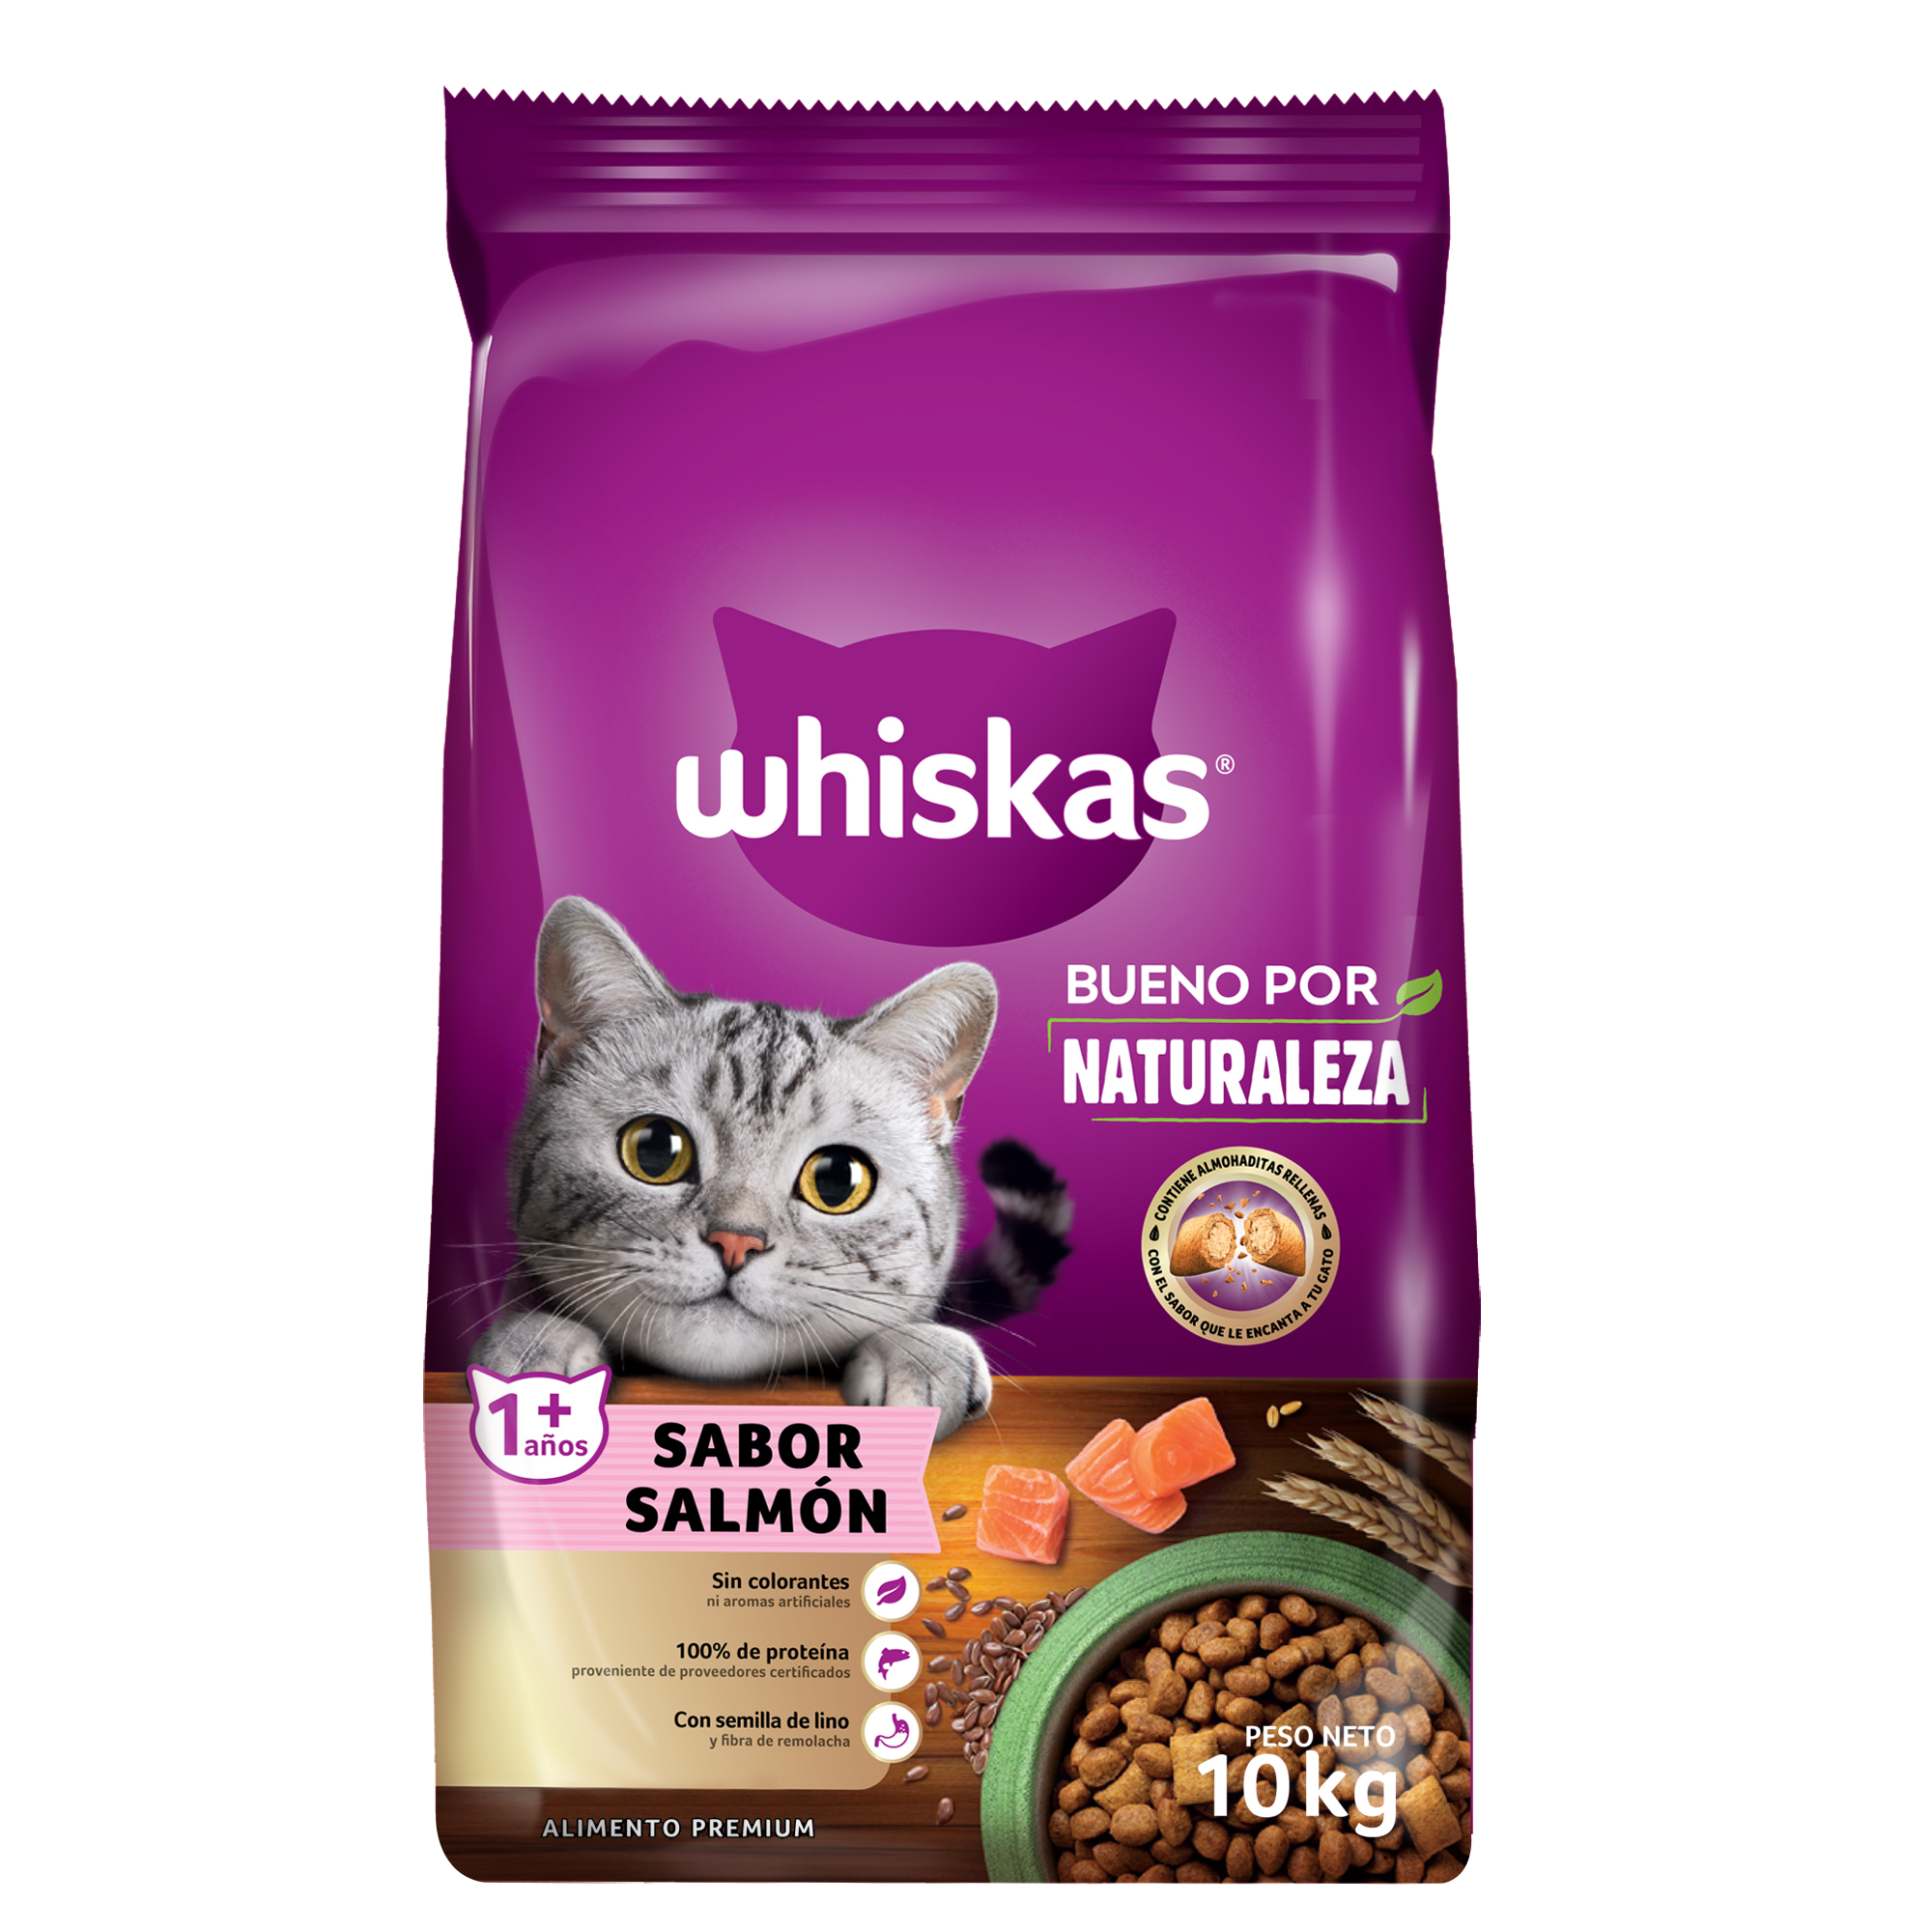 whiskas®
BUENO POR
NATURALEZA
CONTIENE ALMOHADITAS RELLENAS
CON EL SABOR QUE LE ENCANTA A TU GATO
1+
años
SABOR
SALMÓN
Sin colorantes
ni aromas artificiales
100% de proteína
proveniente de proveedores certificados
Con semilla de lino
y fibra de remolacha
PESO NETO
10kg
ALIMENTO PREMIUM